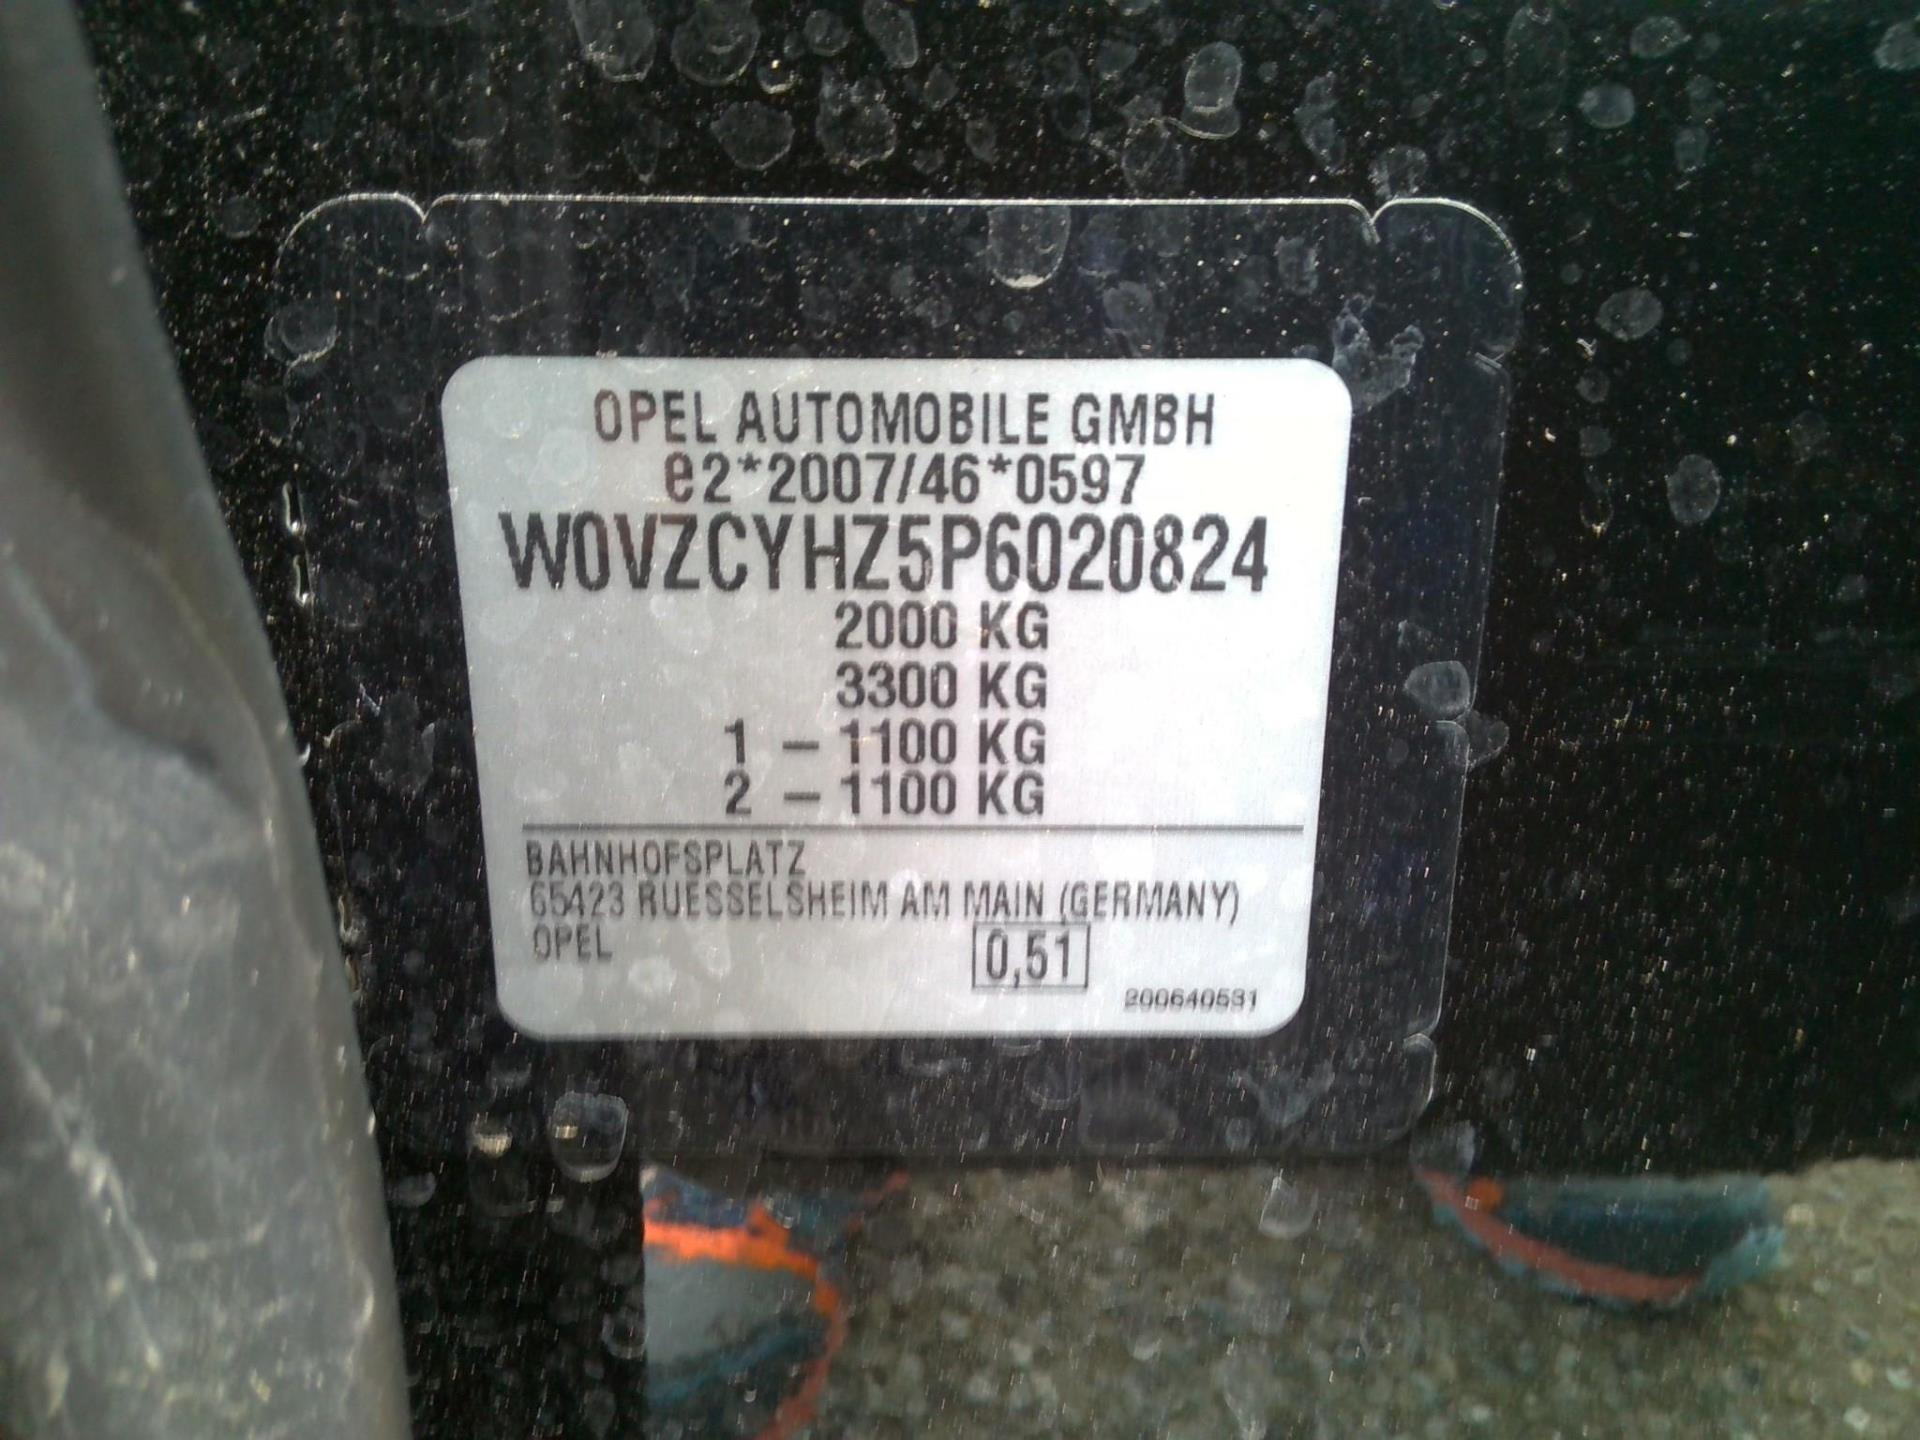 OPEL AUTOMOBILE GMBH
e2*2007/46*0597
W0VZCYHZ5P6020824
2000 KG
3300 KG
1 - 1100 KG
2 - 1100 KG
BAHNHOFSPLATZ
65423 RUESSELSHEIM AM MAIN (GERMANY)
OPEL
0,51
200640531